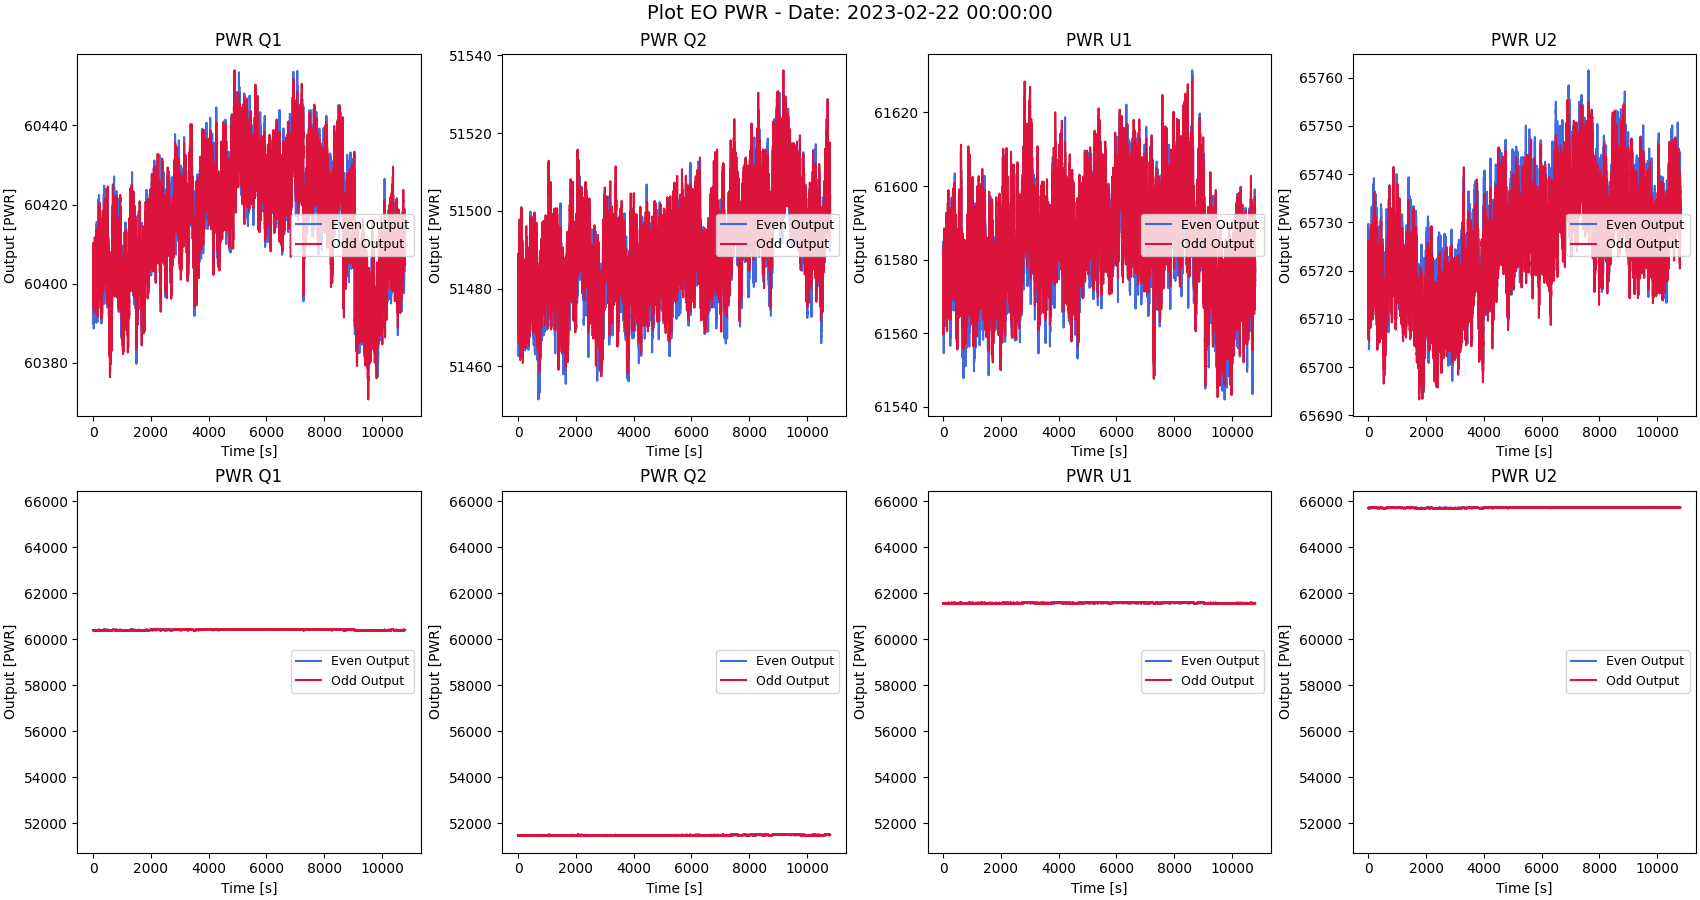 Plot EO PWR - Date: 2023-02-22 00:00:00
PWR Q1
Output [PWR]
60440
60420
60400
60380
Even Output
Odd Output
0 2000 4000 6000 8000 10000
Time [s]
PWR Q2
Output [PWR]
51540
51520
51500
51480
51460
Even Output
Odd Output
0 2000 4000 6000 8000 10000
Time [s]
PWR U1
Output [PWR]
61620
61600
61580
61560
61540
Even Output
Odd Output
0 2000 4000 6000 8000 10000
Time [s]
PWR U2
Output [PWR]
65760
65750
65740
65730
65720
65710
65700
65690
Even Output
Odd Output
0 2000 4000 6000 8000 10000
Time [s]
PWR Q1
Output [PWR]
66000
64000
62000
60000
58000
56000
54000
52000
Even Output
Odd Output
0 2000 4000 6000 8000 10000
Time [s]
PWR Q2
Output [PWR]
66000
64000
62000
60000
58000
56000
54000
52000
Even Output
Odd Output
0 2000 4000 6000 8000 10000
Time [s]
PWR U1
Output [PWR]
66000
64000
62000
60000
58000
56000
54000
52000
Even Output
Odd Output
0 2000 4000 6000 8000 10000
Time [s]
PWR U2
Output [PWR]
66000
64000
62000
60000
58000
56000
54000
52000
Even Output
Odd Output
0 2000 4000 6000 8000 10000
Time [s]